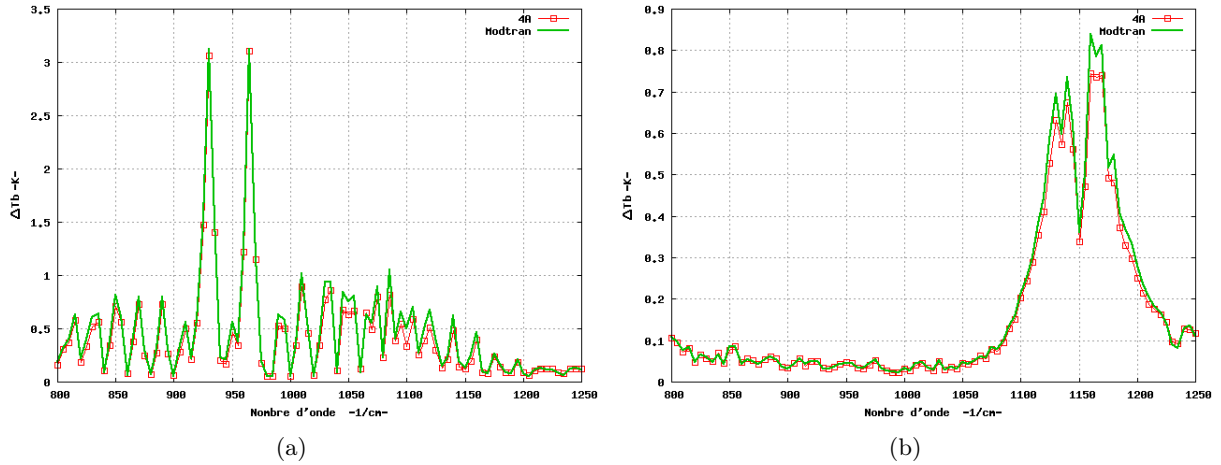 3.5
3
2.5
2
1.5
1
0.5
0
800 850 900 950 1000 1050 1100 1150 1200 1250
△Tb -K-
Nombre d'onde -1/cm-
4A
Modtran
(a)
0.9
0.8
0.7
0.6
0.5
0.4
0.3
0.2
0.1
0
800 850 900 950 1000 1050 1100 1150 1200 1250
△Tb -K-
Nombre d'onde -1/cm-
4A
Modtran
(b)